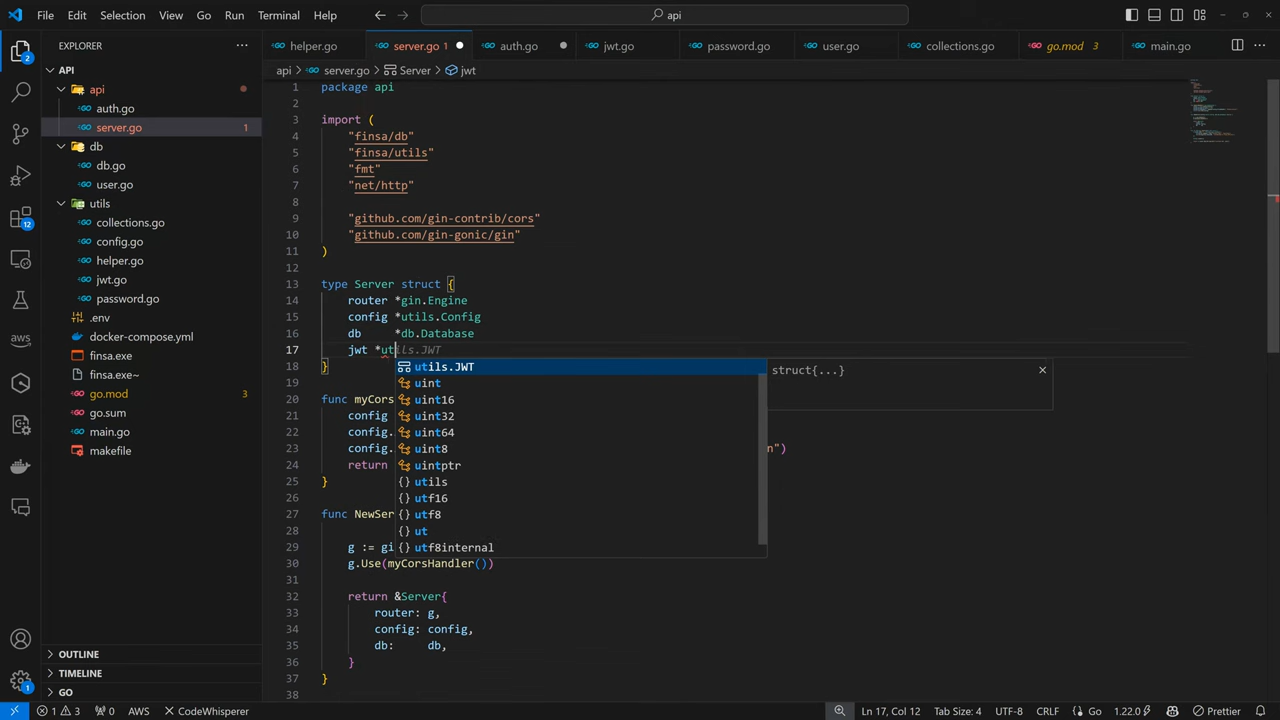 File Edit Selection View Go Run Terminal Help
api
EXPLORER
API
api
auth.go
server.go 1
db
db.go
user.go
utils
collections.go
config.go
helper.go
jwt.go
password.go
.env
docker-compose.yml
finsa.exe
finsa.exe~
go.mod 3
go.sum
main.go
makefile
OUTLINE
TIMELINE
GO
2
12
aws
1
helper.go server.go 1 auth.go jwt.go password.go user.go collections.go go.mod 3 main.go
api > server.go > Server > jwt
1 package api
2
3 import (
4 "finsa/db"
5 "finsa/utils"
6 "fmt"
7 "net/http"
8
9 "github.com/gin-contrib/cors"
10 "github.com/gin-gonic/gin"
11 )
12
13 type Server struct {
14 router *gin.Engine
15 config *utils.Config
16 db *db.Database
17 jwt *utils.JWT
18 }
19
20 func myCors
21 config
22 config.
23 config. n")
24 return
25 }
26
27 func NewSer
28
29 g := gi
30 g.Use(myCorsHandler())
31
32 return &Server{
33 router: g,
34 config: config,
35 db: db,
36 }
37 }
38
utils.JWT
uint
uint16
uint32
uint64
uint8
uintptr
{} utils
{} utf16
{} utf8
{} ut
{} utf8internal
struct{...}
1 3 0 AWS CodeWhisperer Ln 17, Col 12 Tab Size: 4 UTF-8 CRLF Go 1.22.0 Prettier